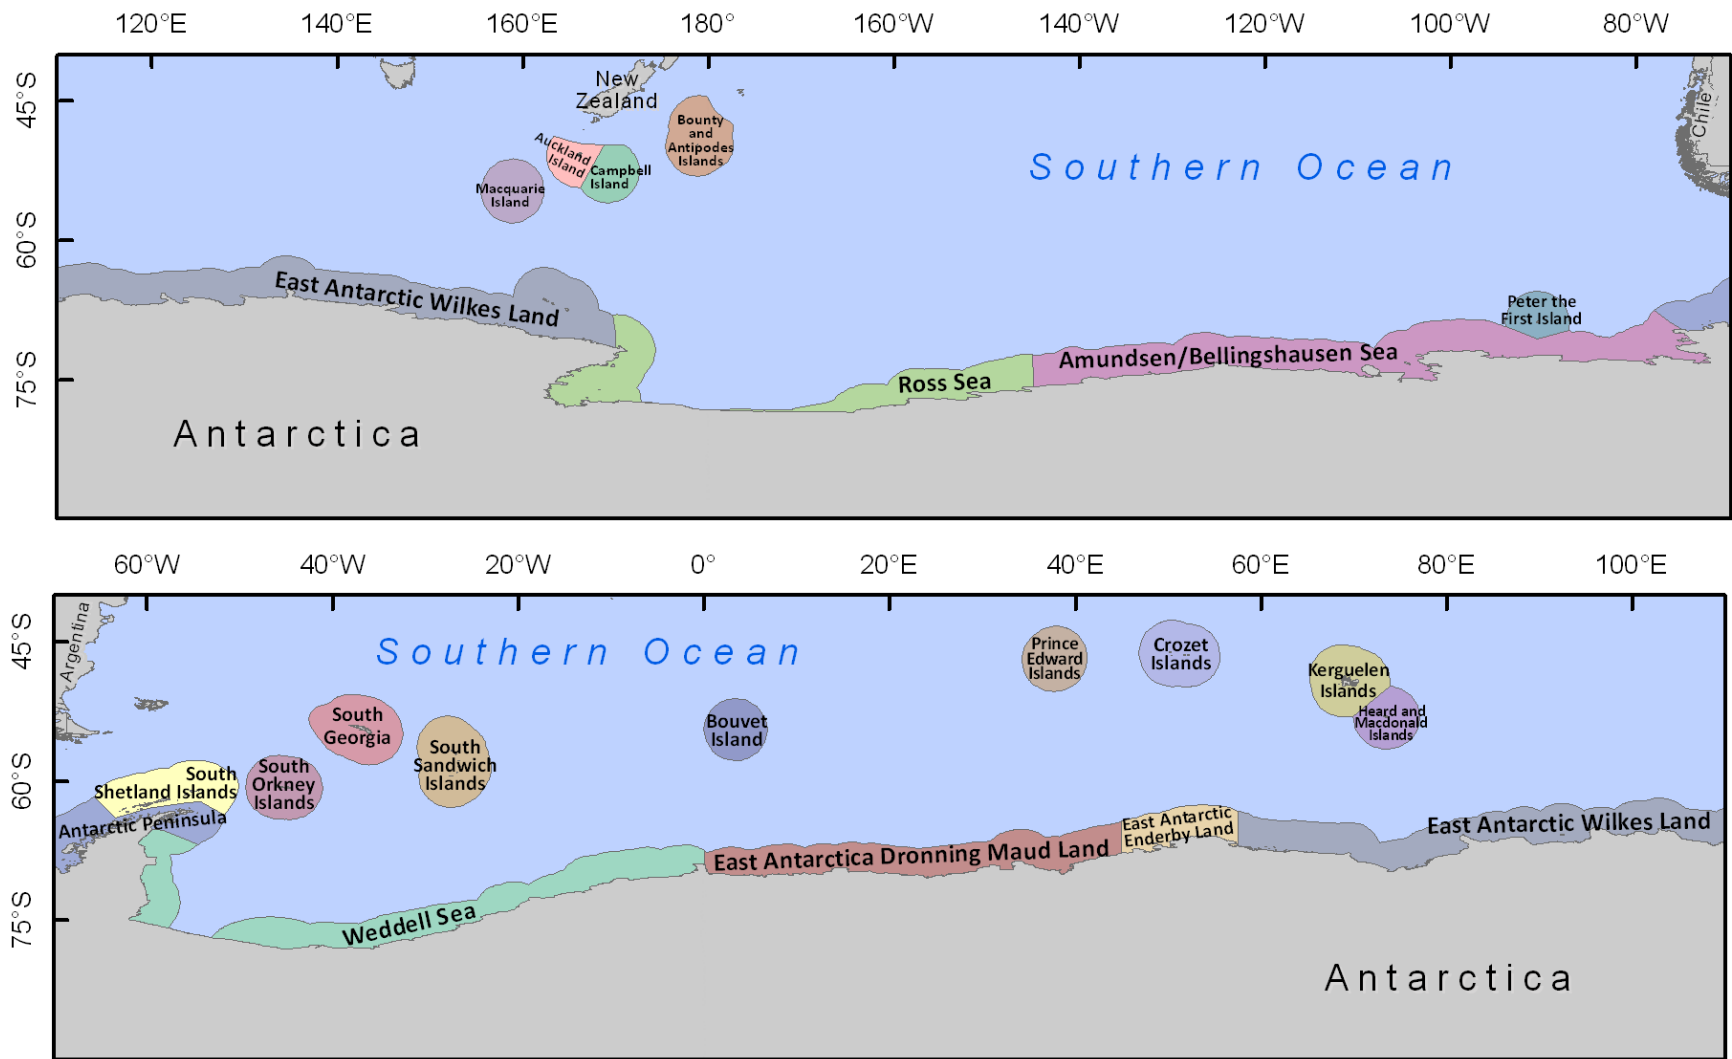 120°E 140°E 160°E 180° 160°W 140°W 120°W 100°W 80°W
45°S
60°S
75°S
New
Zealand
Chile
Bounty
and
Antipodes
Islands
Auckland
Island
Campbell
Island
Macquarie
Island
Southern Ocean
East Antarctic Wilkes Land
Peter the
First Island
Amundsen/Bellingshausen Sea
Ross Sea
Antarctica
60°W 40°W 20°W 0° 20°E 40°E 60°E 80°E 100°E
45°S
60°S
75°S
Argentina
Southern Ocean
Prince
Edward
Islands
Crozet
Islands
Kerguelen
Islands
Heard and
Macdonald
Islands
South
Georgia
South
Sandwich
Islands
Bouvet
Island
South
Shetland Islands
South
Orkney
Islands
Antarctic Peninsula
East Antarctic
Enderby Land
East Antarctic Wilkes Land
East Antarctica Dronning Maud Land
Weddell Sea
Antarctica